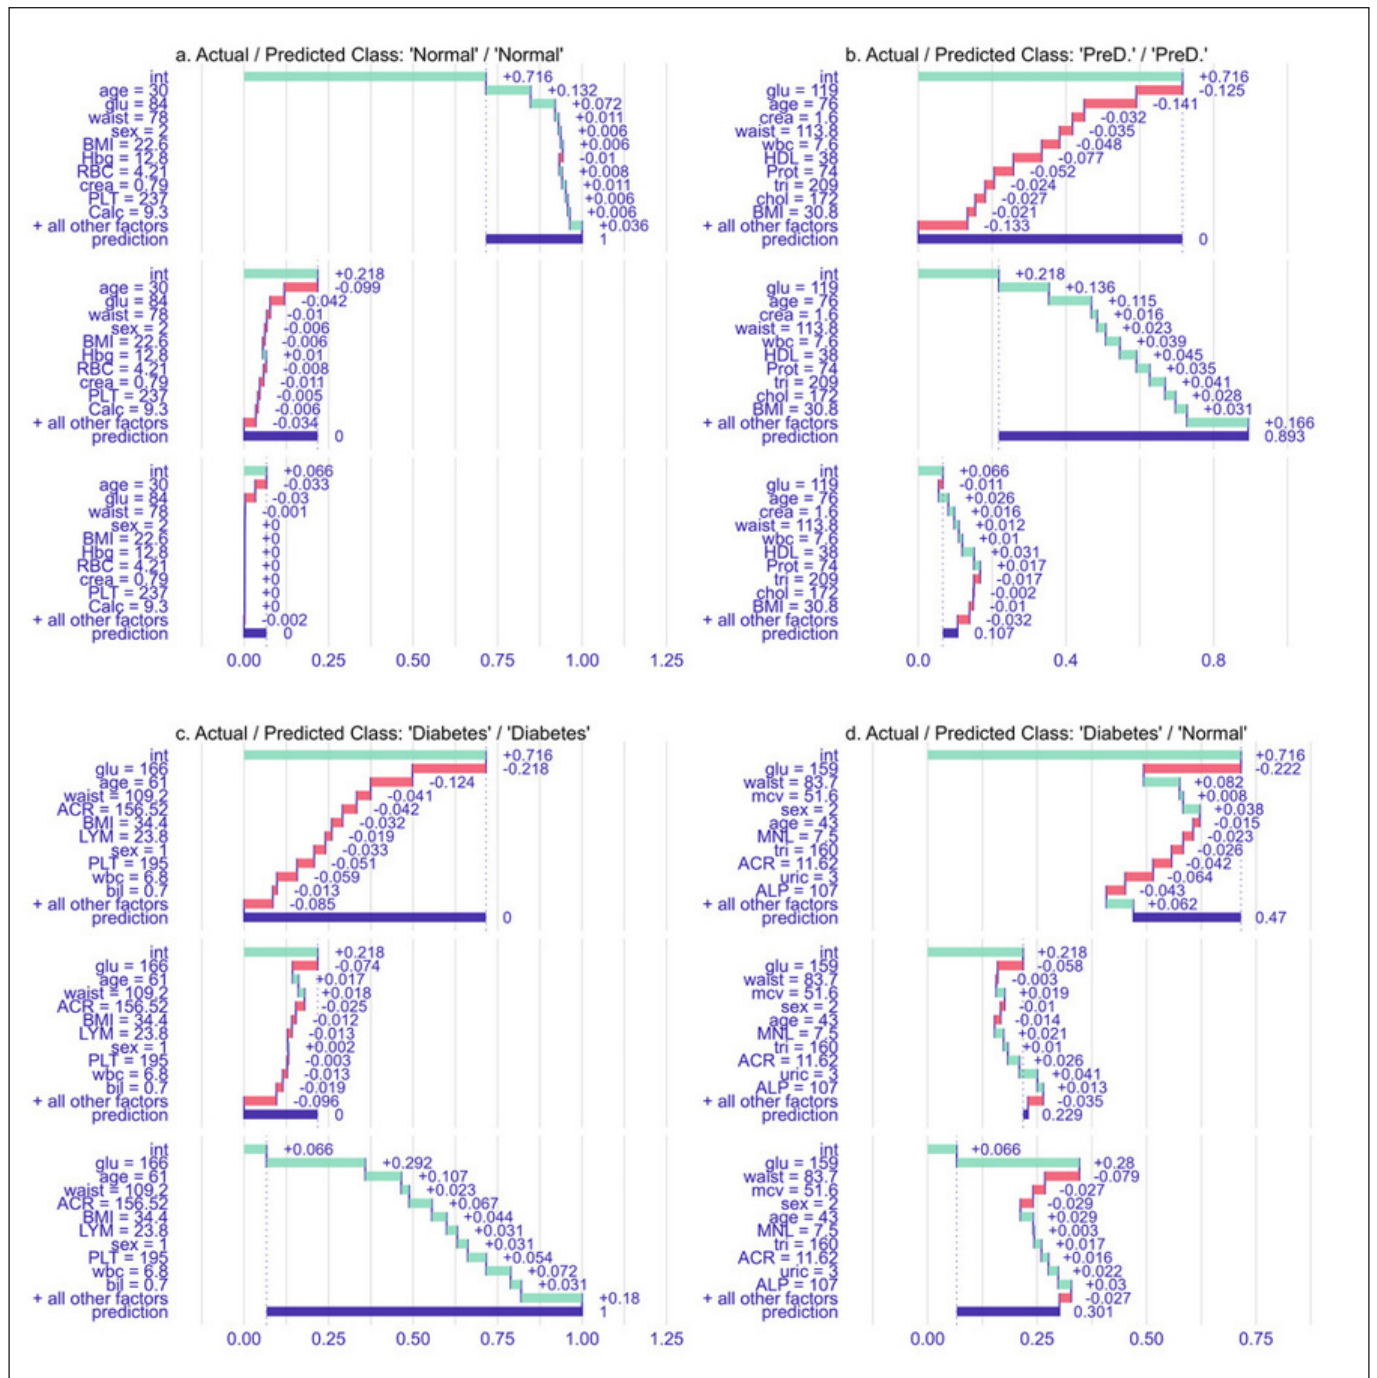 a. Actual / Predicted Class: 'Normal' / 'Normal'
int +0.716
age = 30 +0.132
glu = 84 +0.072
waist = 78 +0.011
sex = 2 +0.006
BMI = 22.6 +0.006
Hbg = 12.8 -0.01
RBC = 4.21 +0.008
crea = 0.79 +0.011
PLT = 237 +0.006
Calc = 9.3 +0.006
+ all other factors +0.036
prediction 1
int +0.218
age = 30 -0.099
glu = 84 -0.042
waist = 78 -0.01
sex = 2 -0.006
BMI = 22.6 -0.006
Hbg = 12.8 +0.01
RBC = 4.21 -0.008
crea = 0.79 -0.011
PLT = 237 -0.005
Calc = 9.3 -0.006
+ all other factors -0.034
prediction 0
int +0.066
age = 30 -0.033
glu = 84 -0.03
waist = 78 -0.001
sex = 2 +0
BMI = 22.6 +0
Hbg = 12.8 +0
RBC = 4.21 +0
crea = 0.79 +0
PLT = 237 +0
Calc = 9.3 +0
+ all other factors -0.002
prediction 0
0.00 0.25 0.50 0.75 1.00 1.25
b. Actual / Predicted Class: 'PreD.' / 'PreD.'
int +0.716
glu = 119 -0.125
age = 76 -0.141
crea = 1.6 -0.032
waist = 113.8 -0.035
wbc = 7.6 -0.048
HDL = 38 -0.077
Prot = 74 -0.052
tri = 209 -0.024
chol = 172 -0.027
BMI = 30.8 -0.021
+ all other factors -0.133
prediction 0
int +0.218
glu = 119 +0.136
age = 76 +0.115
crea = 1.6 +0.016
waist = 113.8 +0.023
wbc = 7.6 +0.039
HDL = 38 +0.045
Prot = 74 +0.035
tri = 209 +0.041
chol = 172 +0.028
BMI = 30.8 +0.031
+ all other factors +0.166
prediction 0.893
int +0.066
glu = 119 -0.011
age = 76 +0.026
crea = 1.6 +0.016
waist = 113.8 +0.012
wbc = 7.6 +0.01
HDL = 38 +0.031
Prot = 74 +0.017
tri = 209 -0.017
chol = 172 -0.002
BMI = 30.8 -0.01
+ all other factors -0.032
prediction 0.107
0.0 0.4 0.8
c. Actual / Predicted Class: 'Diabetes' / 'Diabetes'
int +0.716
glu = 166 -0.218
age = 61 -0.124
waist = 109.2 -0.041
ACR = 156.52 -0.042
BMI = 34.4 -0.032
LYM = 23.8 -0.019
sex = 1 -0.033
PLT = 195 -0.051
wbc = 6.8 -0.059
bil = 0.7 -0.013
+ all other factors -0.085
prediction 0
int +0.218
glu = 166 -0.074
age = 61 +0.017
waist = 109.2 +0.018
ACR = 156.52 -0.025
BMI = 34.4 -0.012
LYM = 23.8 -0.013
sex = 1 +0.002
PLT = 195 -0.003
wbc = 6.8 -0.013
bil = 0.7 -0.019
+ all other factors -0.096
prediction 0
int +0.066
glu = 166 +0.292
age = 61 +0.107
waist = 109.2 +0.023
ACR = 156.52 +0.067
BMI = 34.4 +0.044
LYM = 23.8 +0.031
sex = 1 +0.031
PLT = 195 +0.054
wbc = 6.8 +0.072
bil = 0.7 +0.031
+ all other factors +0.18
prediction 1
0.00 0.25 0.50 0.75 1.00 1.25
d. Actual / Predicted Class: 'Diabetes' / 'Normal'
int +0.716
glu = 159 -0.222
waist = 83.7 +0.082
mcv = 51.6 +0.008
sex = 2 +0.038
age = 43 -0.015
MNL = 7.5 -0.023
tri = 160 -0.026
ACR = 11.62 -0.042
uric = 3 -0.064
ALP = 107 -0.043
+ all other factors +0.062
prediction 0.47
int +0.218
glu = 159 -0.058
waist = 83.7 -0.003
mcv = 51.6 +0.019
sex = 2 -0.01
age = 43 -0.014
MNL = 7.5 +0.021
tri = 160 +0.01
ACR = 11.62 +0.026
uric = 3 +0.041
ALP = 107 +0.013
+ all other factors -0.035
prediction 0.229
int +0.066
glu = 159 +0.28
waist = 83.7 -0.079
mcv = 51.6 -0.027
sex = 2 -0.029
age = 43 +0.029
MNL = 7.5 +0.003
tri = 160 +0.017
ACR = 11.62 +0.016
uric = 3 +0.022
ALP = 107 +0.03
+ all other factors -0.027
prediction 0.301
0.00 0.25 0.50 0.75